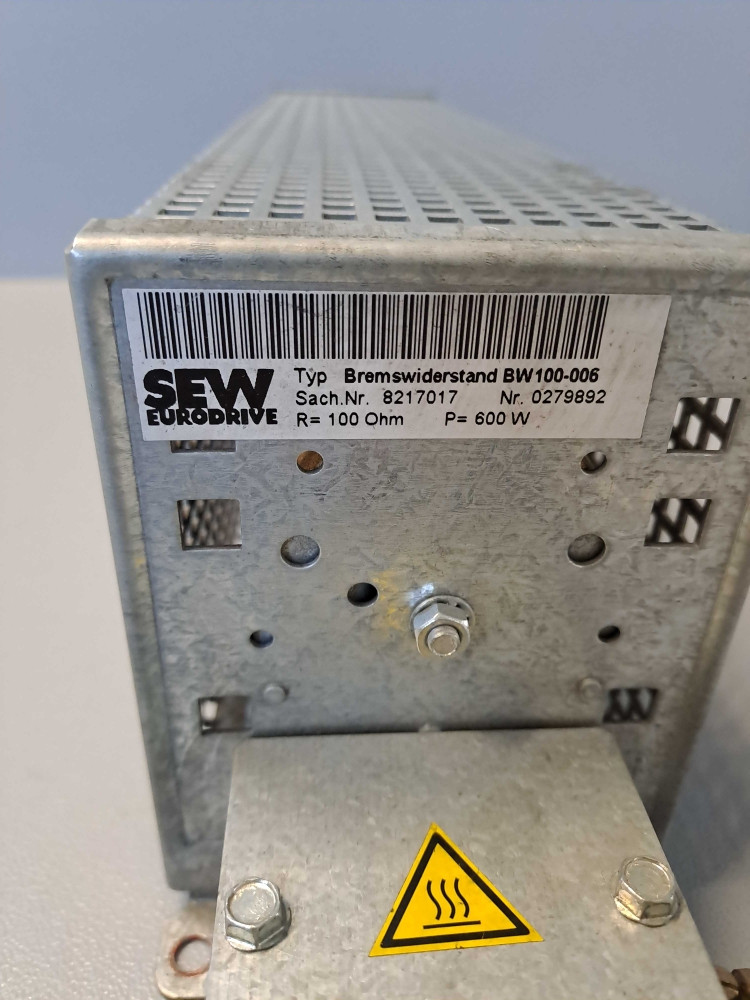 SEW
EURODRIVE
Typ Bremswiderstand BW100-006
Sach.Nr. 8217017 Nr. 0279892
R= 100 Ohm P= 600 W